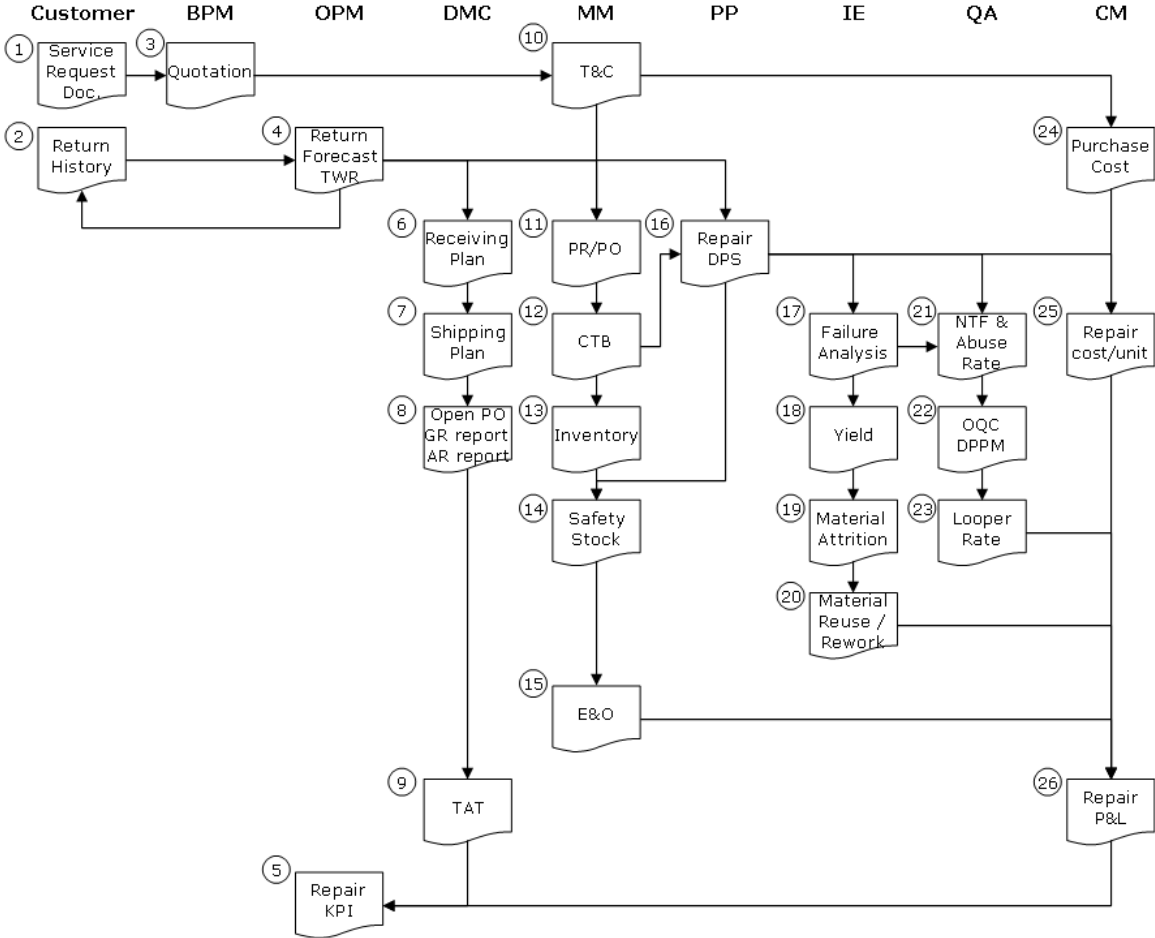 Customer BPM OPM DMC MM PP IE QA CM
1
Service
Request
Doc.
3
Quotation
10
T&C
2
Return
History
4
Return
Forecast
TWR
24
Purchase
Cost
6
Receiving
Plan
11
PR/PO
16
Repair
DPS
7
Shipping
Plan
12
CTB
17
Failure
Analysis
21
NTF &
Abuse
Rate
25
Repair
cost/unit
8
Open PO
GR report
AR report
13
Inventory
18
Yield
22
OQC
DPPM
14
Safety
Stock
19
Material
Attrition
23
Looper
Rate
20
Material
Reuse /
Rework
15
E&O
9
TAT
26
Repair
P&L
5
Repair
KPI